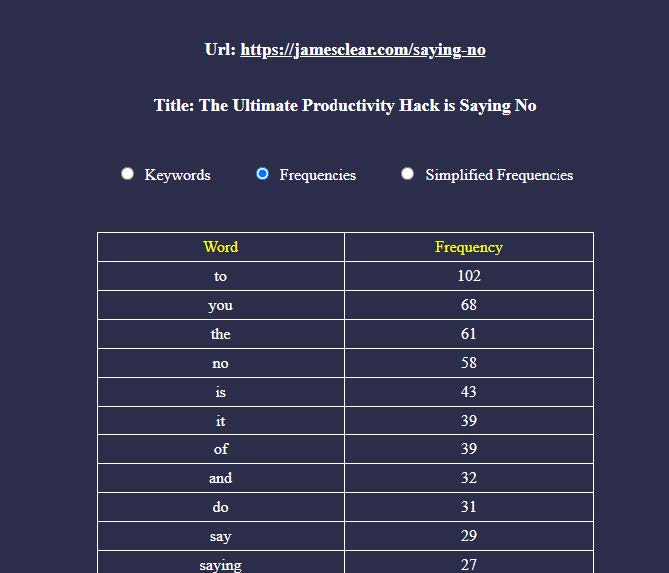 Url: https://jamesclear.com/saying-no
Title: The Ultimate Productivity Hack is Saying No
Keywords Frequencies Simplified Frequencies
Word Frequency
to 102
you 68
the 61
no 58
is 43
it 39
of 39
and 32
do 31
say 29
saying 27